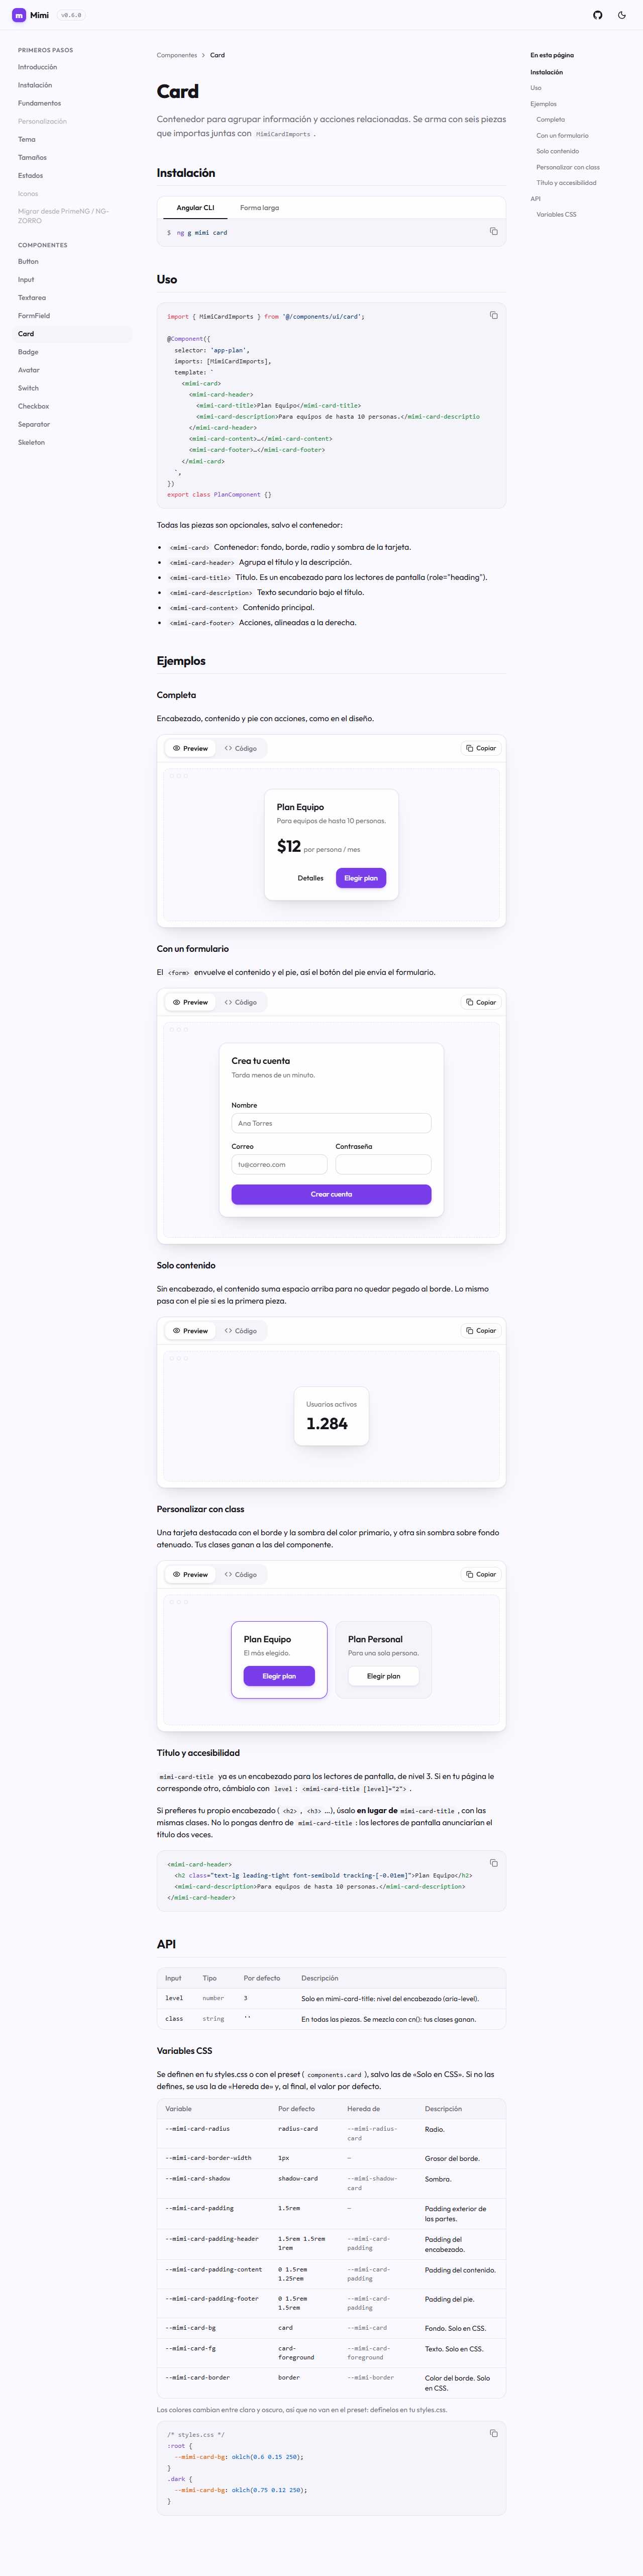 m Mimi v0.6.0
PRIMEROS PASOS
Introducción
Instalación
Fundamentos
Personalización
Tema
Tamaños
Estados
Iconos
Migrar desde PrimeNG / NG-
ZORRO
COMPONENTES
Button
Input
Textarea
FormField
Card
Badge
Avatar
Switch
Checkbox
Separator
Skeleton
Componentes > Card
Card
Contenedor para agrupar información y acciones relacionadas. Se arma con seis piezas
que importas juntas con MimiCardImports .
Instalación
Angular CLI Forma larga
$ ng g mimi card
Uso
import { MimiCardImports } from '@/components/ui/card';
@Component({
selector: 'app-plan',
imports: [MimiCardImports],
template: `
<mimi-card>
<mimi-card-header>
<mimi-card-title>Plan Equipo</mimi-card-title>
<mimi-card-description>Para equipos de hasta 10 personas.</mimi-card-descriptio
</mimi-card-header>
<mimi-card-content>…</mimi-card-content>
<mimi-card-footer>…</mimi-card-footer>
</mimi-card>
`,
})
export class PlanComponent {}
Todas las piezas son opcionales, salvo el contenedor:
• <mimi-card> Contenedor: fondo, borde, radio y sombra de la tarjeta.
• <mimi-card-header> Agrupa el título y la descripción.
• <mimi-card-title> Título. Es un encabezado para los lectores de pantalla (role="heading").
• <mimi-card-description> Texto secundario bajo el título.
• <mimi-card-content> Contenido principal.
• <mimi-card-footer> Acciones, alineadas a la derecha.
Ejemplos
Completa
Encabezado, contenido y pie con acciones, como en el diseño.
Preview Código Copiar
Plan Equipo
Para equipos de hasta 10 personas.
$12 por persona / mes
Detalles Elegir plan
Con un formulario
El <form> envuelve el contenido y el pie, así el botón del pie envía el formulario.
Preview Código Copiar
Crea tu cuenta
Tarda menos de un minuto.
Nombre
Ana Torres
Correo Contraseña
tu@correo.com
Crear cuenta
Solo contenido
Sin encabezado, el contenido suma espacio arriba para no quedar pegado al borde. Lo mismo
pasa con el pie si es la primera pieza.
Preview Código Copiar
Usuarios activos
1.284
Personalizar con class
Una tarjeta destacada con el borde y la sombra del color primario, y otra sin sombra sobre fondo
atenuado. Tus clases ganan a las del componente.
Preview Código Copiar
Plan Equipo
El más elegido.
Elegir plan
Plan Personal
Para una sola persona.
Elegir plan
Título y accesibilidad
mimi-card-title ya es un encabezado para los lectores de pantalla, de nivel 3. Si en tu página le
corresponde otro, cámbialo con level : <mimi-card-title [level]="2"> .
Si prefieres tu propio encabezado ( <h2> , <h3> …), úsalo en lugar de mimi-card-title , con las
mismas clases. No lo pongas dentro de mimi-card-title : los lectores de pantalla anunciarían el
título dos veces.
<mimi-card-header>
<h2 class="text-lg leading-tight font-semibold tracking-[-0.01em]">Plan Equipo</h2>
<mimi-card-description>Para equipos de hasta 10 personas.</mimi-card-description>
</mimi-card-header>
API
Input Tipo Por defecto Descripción
level number 3 Solo en mimi-card-title: nivel del encabezado (aria-level).
class string '' En todas las piezas. Se mezcla con cn(): tus clases ganan.
Variables CSS
Se definen en tu styles.css o con el preset ( components.card ), salvo las de «Solo en CSS». Si no las
defines, se usa la de «Hereda de» y, al final, el valor por defecto.
Variable Por defecto Hereda de Descripción
--mimi-card-radius radius-card --mimi-radius-card Radio.
--mimi-card-border-width 1px — Grosor del borde.
--mimi-card-shadow shadow-card --mimi-shadow-card Sombra.
--mimi-card-padding 1.5rem — Padding exterior de las partes.
--mimi-card-padding-header 1.5rem 1.5rem 1rem --mimi-card-padding Padding del encabezado.
--mimi-card-padding-content 0 1.5rem 1.25rem --mimi-card-padding Padding del contenido.
--mimi-card-padding-footer 0 1.5rem 1.5rem --mimi-card-padding Padding del pie.
--mimi-card-bg card --mimi-card Fondo. Solo en CSS.
--mimi-card-fg card-foreground --mimi-card-foreground Texto. Solo en CSS.
--mimi-card-border border --mimi-border Color del borde. Solo en CSS.
Los colores cambian entre claro y oscuro, así que no van en el preset: defínelos en tu styles.css.
/* styles.css */
:root {
--mimi-card-bg: oklch(0.6 0.15 250);
}
.dark {
--mimi-card-bg: oklch(0.75 0.12 250);
}
En esta página
Instalación
Uso
Ejemplos
Completa
Con un formulario
Solo contenido
Personalizar con class
Título y accesibilidad
API
Variables CSS